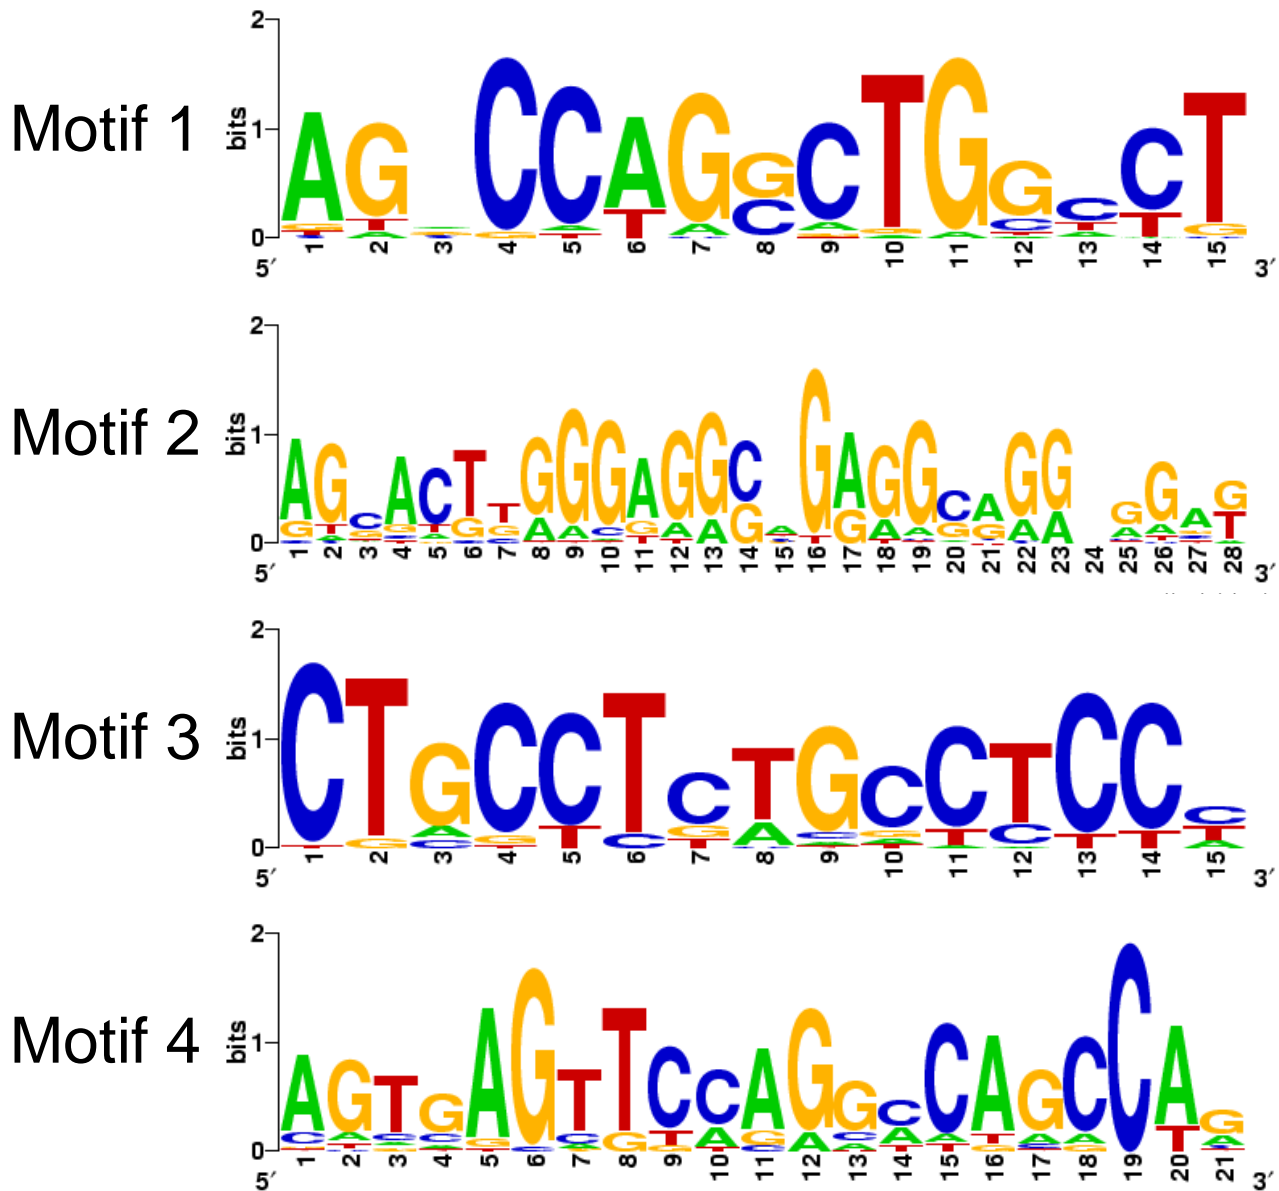 Motif 1
bits
2
1
0
AGCCAGGCTGGCCT
1 2 3 4 5 6 7 8 9 10 11 12 13 14 15
5′ 3′
Motif 2
bits
2
1
0
AGCACTTGGGAGGCAGAGGCAGGGGAG
1 2 3 4 5 6 7 8 9 10 11 12 13 14 15 16 17 18 19 20 21 22 23 24 25 26 27 28
5′ 3′
Motif 3
bits
2
1
0
CTGCCTCTGCCTCCC
1 2 3 4 5 6 7 8 9 10 11 12 13 14 15
5′ 3′
Motif 4
bits
2
1
0
AGTGAGTTCCAGGCCAGCCAG
1 2 3 4 5 6 7 8 9 10 11 12 13 14 15 16 17 18 19 20 21
5′ 3′